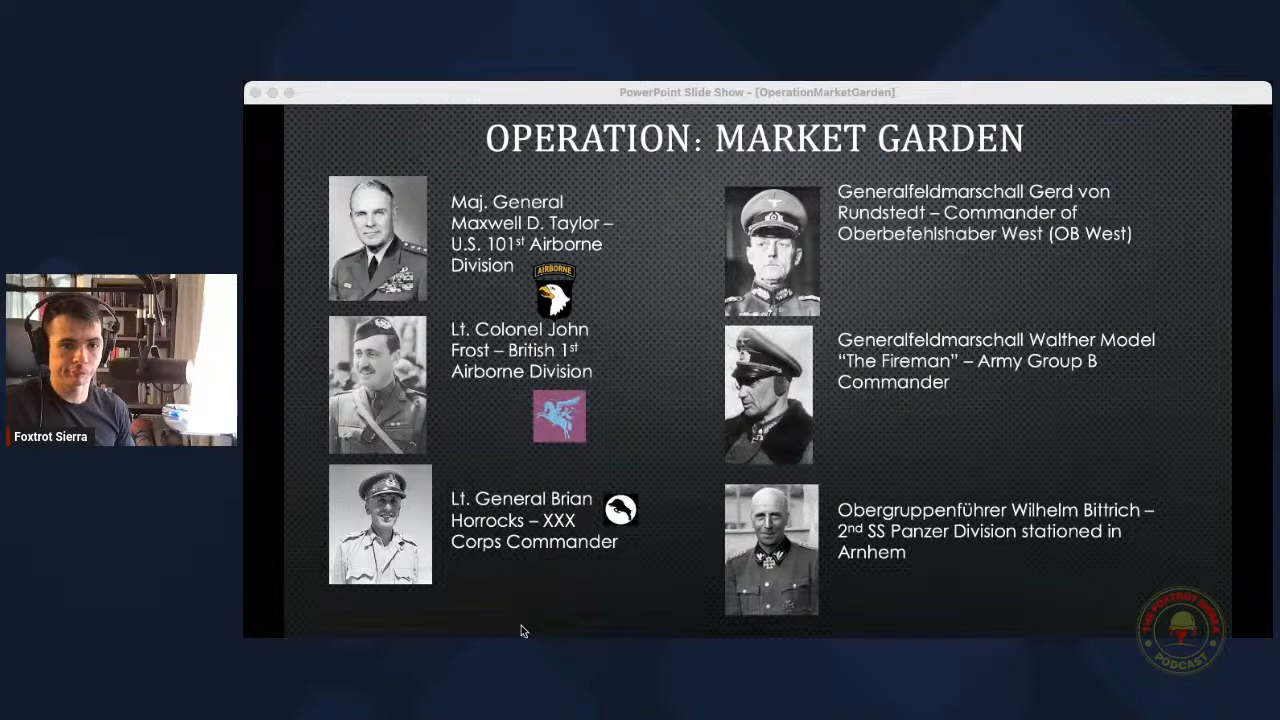 PowerPoint Slide Show - [OperationMarketGarden]
OPERATION: MARKET GARDEN
Maj. General
Maxwell D. Taylor –
U.S. 101st Airborne
Division
AIRBORNE
Lt. Colonel John
Frost – British 1st
Airborne Division
Lt. General Brian
Horrocks – XXX
Corps Commander
Generalfeldmarschall Gerd von
Rundstedt – Commander of
Oberbefehlshaber West (OB West)
Generalfeldmarschall Walther Model
“The Fireman” – Army Group B
Commander
Obergruppenführer Wilhelm Bittrich –
2nd SS Panzer Division stationed in
Arnhem
Foxtrot Sierra
THE FOXTROT SIERRA
PODCAST